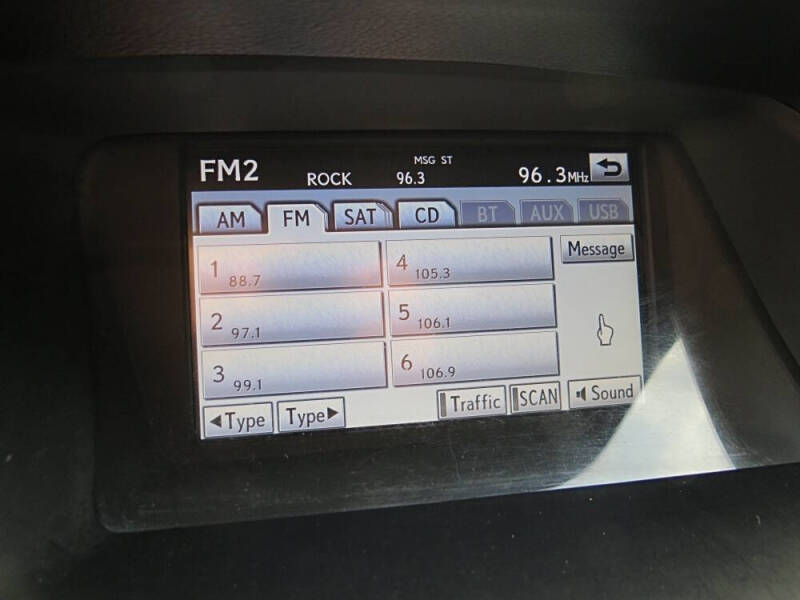 FM2 ROCK MSG ST 96.3 96.3MHz
AM FM SAT CD BT AUX USB
1 88.7 4 105.3 Message
2 97.1 5 106.1
3 99.1 6 106.9
◀Type Type▶ Traffic SCAN Sound